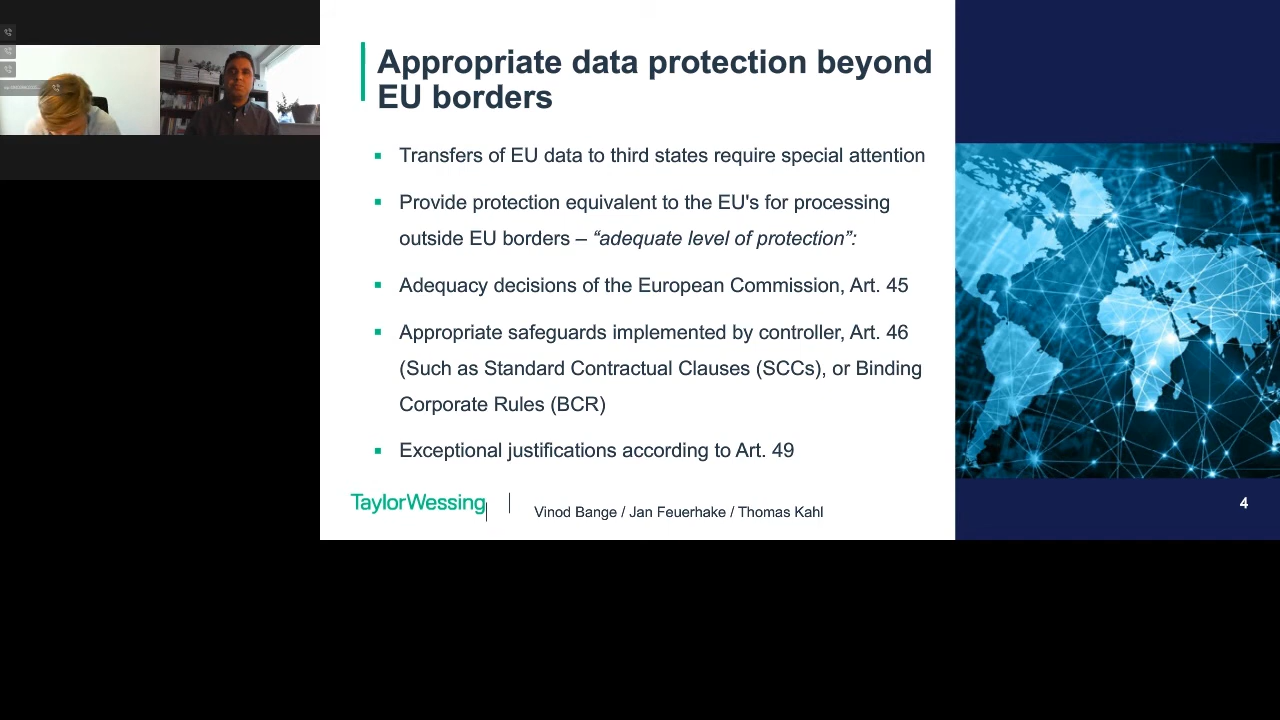 Appropriate data protection beyond
EU borders
Transfers of EU data to third states require special attention
Provide protection equivalent to the EU's for processing
outside EU borders – “adequate level of protection”:
Adequacy decisions of the European Commission, Art. 45
Appropriate safeguards implemented by controller, Art. 46
(Such as Standard Contractual Clauses (SCCs), or Binding
Corporate Rules (BCR)
Exceptional justifications according to Art. 49
TaylorWessing
Vinod Bange / Jan Feuerhake / Thomas Kahl
4